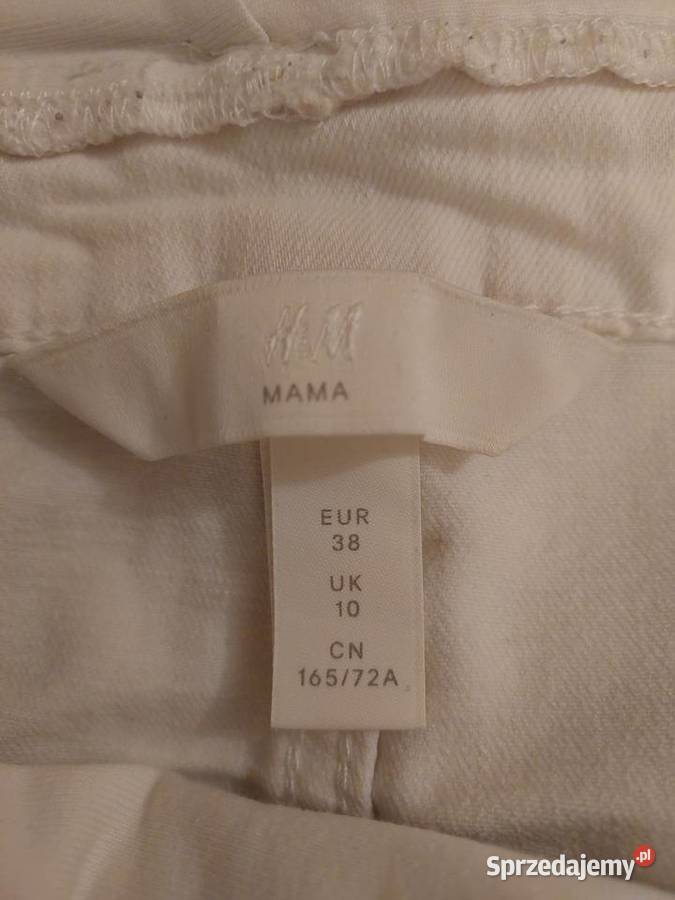 H&M
MAMA
EUR
38
UK
10
CN
165/72A
Sprzedajemy.pl